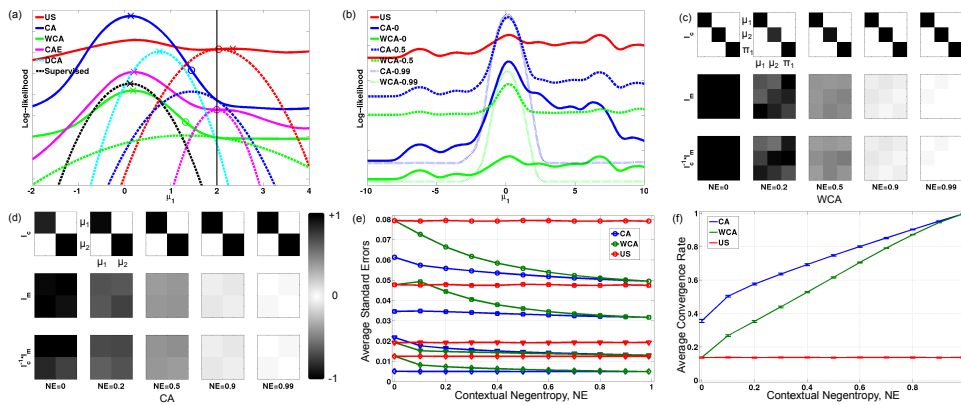 (a)
US
CA
WCA
CAE
DCA
Supervised
Log-likelihood
-2 -1 0 1 2 3 4
μ1
(b)
US
CA-0
WCA-0
CA-0.5
WCA-0.5
CA-0.99
WCA-0.99
Log-likelihood
-10 -5 0 5 10
μ1
(c)
Ic
μ1
μ2
π1
μ1 μ2 π1
Im
Ic-1*Im
NE=0 NE=0.2 NE=0.5 NE=0.9 NE=0.99
WCA
(d)
Ic
μ1
μ2
μ1 μ2
Im
Ic-1*Im
NE=0 NE=0.2 NE=0.5 NE=0.9 NE=0.99
CA
+1
0
-1
(e)
CA
WCA
US
Average Standard Errors
0.08
0.07
0.06
0.05
0.04
0.03
0.02
0.01
0
0 0.2 0.4 0.6 0.8 1
Contextual Negentropy, NE
(f)
CA
WCA
US
Average Convergence Rate
1
0.8
0.6
0.4
0.2
0
0 0.2 0.4 0.6 0.8
Contextual Negentropy, NE